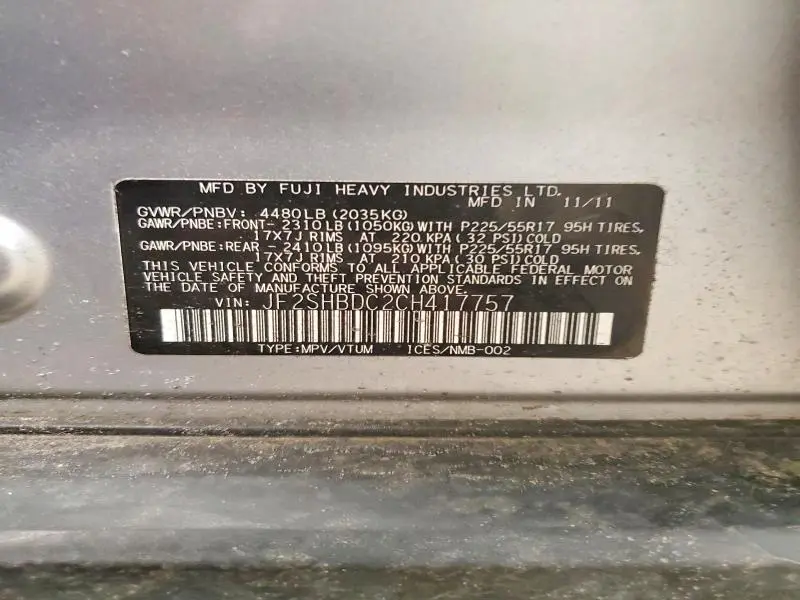 MFD BY FUJI HEAVY INDUSTRIES LTD.
MFD IN 11/11
GVWR/PNBV: 4480LB(2035KG)
GAWR/PNBE:FRONT- 2310LB(1050KG)WITH P225/55R17 95H TIRES,
17X7J RIMS AT 220 KPA(32 PSI)COLD
GAWR/PNBE:REAR - 2410LB(1095KG)WITH P225/55R17 95H TIRES,
17X7J RIMS AT 210 KPA(30 PSI)COLD
THIS VEHICLE CONFORMS TO ALL APPLICABLE FEDERAL MOTOR
VEHICLE SAFETY AND THEFT PREVENTION STANDARDS IN EFFECT ON
THE DATE OF MANUFACTURE SHOWN ABOVE.
VIN: JF2SHBDC2CH417757
TYPE:MPV/VTUM ICES/NMB-002